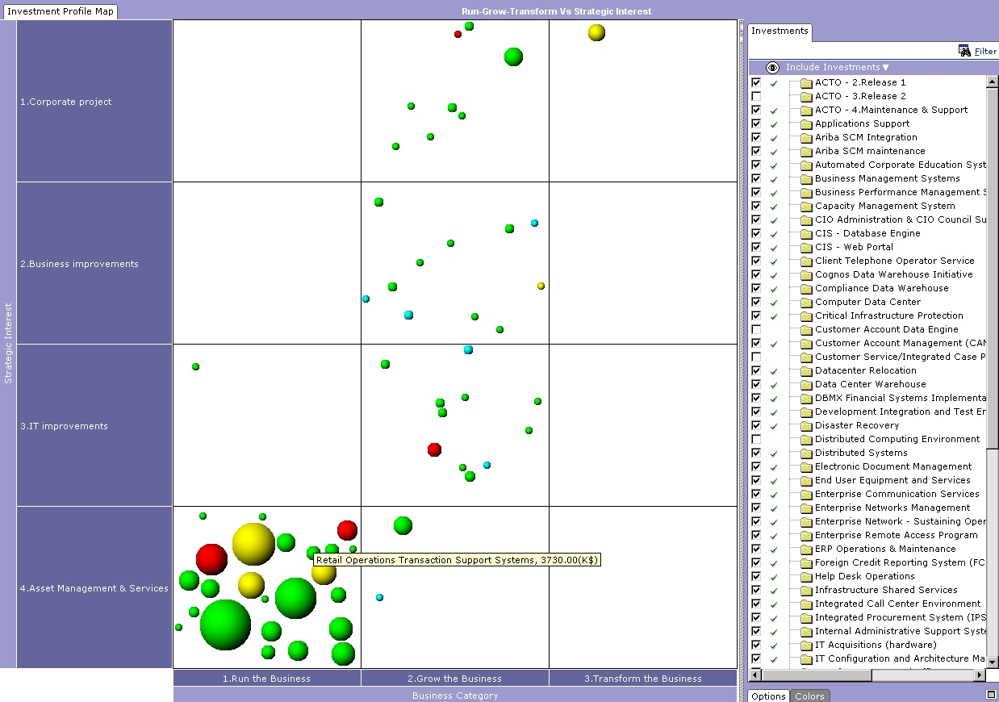 Investment Profile Map
Run-Grow-Transform Vs Strategic Interest
Strategic Interest
1.Corporate project
2.Business improvements
3.IT improvements
4.Asset Management & Services
Retail Operations Transaction Support Systems, 3730.00(K$)
1.Run the Business
2.Grow the Business
3.Transform the Business
Business Category
Investments
Filter
Include Investments
ACTO - 2.Release 1
ACTO - 3.Release 2
ACTO - 4.Maintenance & Support
Applications Support
Ariba SCM Integration
Ariba SCM maintenance
Automated Corporate Education Syst
Business Management Systems
Business Performance Management S
Capacity Management System
CIO Administration & CIO Council Su
CIS - Database Engine
CIS - Web Portal
Client Telephone Operator Service
Cognos Data Warehouse Initiative
Compliance Data Warehouse
Computer Data Center
Critical Infrastructure Protection
Customer Account Data Engine
Customer Account Management (CAM
Customer Service/Integrated Case P
Datacenter Relocation
Data Center Warehouse
DBMX Financial Systems Implementa
Development Integration and Test En
Disaster Recovery
Distributed Computing Environment
Distributed Systems
Electronic Document Management
End User Equipment and Services
Enterprise Communication Services
Enterprise Networks Management
Enterprise Network - Sustaining Oper
Enterprise Remote Access Program
ERP Operations & Maintenance
Foreign Credit Reporting System (FC
Help Desk Operations
Infrastructure Shared Services
Integrated Call Center Environment
Integrated Procurement System (IPS
Internal Administrative Support Syste
IT Acquisitions (hardware)
IT Configuration and Architecture Ma
Options
Colors